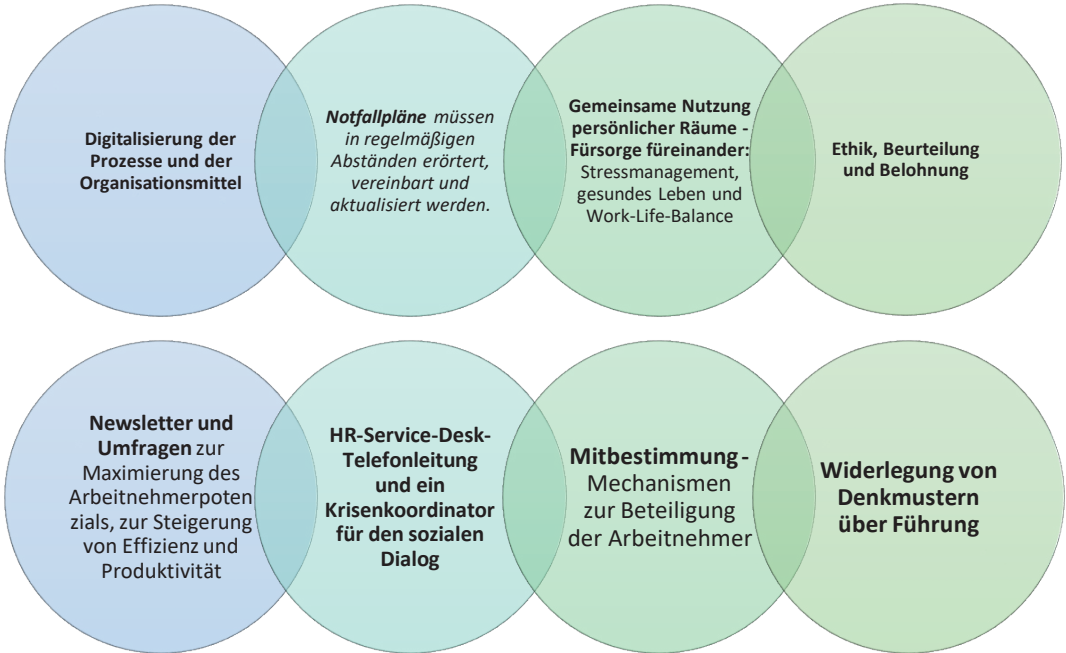 Digitalisierung der
Prozesse und der
Organisationsmittel
Notfallpläne müssen
in regelmäßigen
Abständen erörtert,
vereinbart und
aktualisiert werden.
Gemeinsame Nutzung
persönlicher Räume -
Fürsorge füreinander:
Stressmanagement,
gesundes Leben und
Work-Life-Balance
Ethik, Beurteilung
und Belohnung
Newsletter und
Umfragen zur
Maximierung des
Arbeitnehmerpoten
zials, zur Steigerung
von Effizienz und
Produktivität
HR-Service-Desk-
Telefonleitung
und ein
Krisenkoordinator
für den sozialen
Dialog
Mitbestimmung -
Mechanismen
zur Beteiligung
der Arbeitnehmer
Widerlegung von
Denkmustern
über Führung